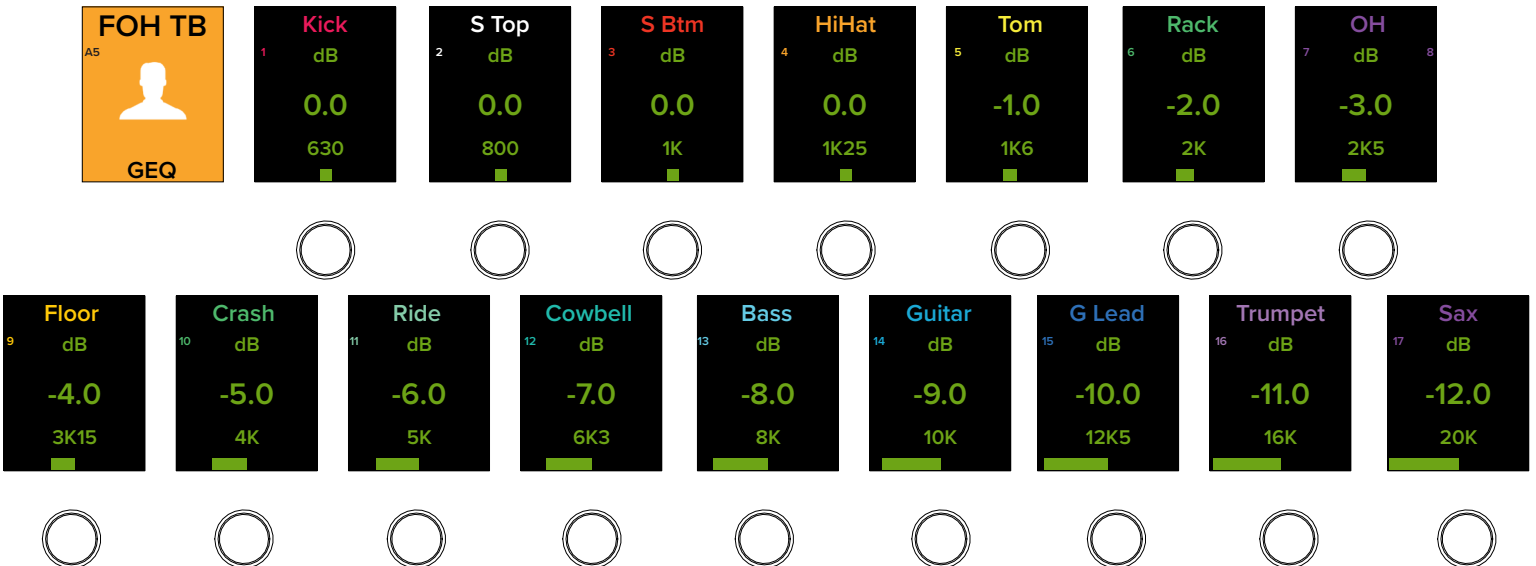 FOH TB
A5
GEQ
Kick
1
dB
0.0
630
S Top
2
dB
0.0
800
S Btm
3
dB
0.0
1K
HiHat
4
dB
0.0
1K25
Tom
5
dB
-1.0
1K6
Rack
6
dB
-2.0
2K
OH
7
8
dB
-3.0
2K5
Floor
9
dB
-4.0
3K15
Crash
10
dB
-5.0
4K
Ride
11
dB
-6.0
5K
Cowbell
12
dB
-7.0
6K3
Bass
13
dB
-8.0
8K
Guitar
14
dB
-9.0
10K
G Lead
15
dB
-10.0
12K5
Trumpet
16
dB
-11.0
16K
Sax
17
dB
-12.0
20K